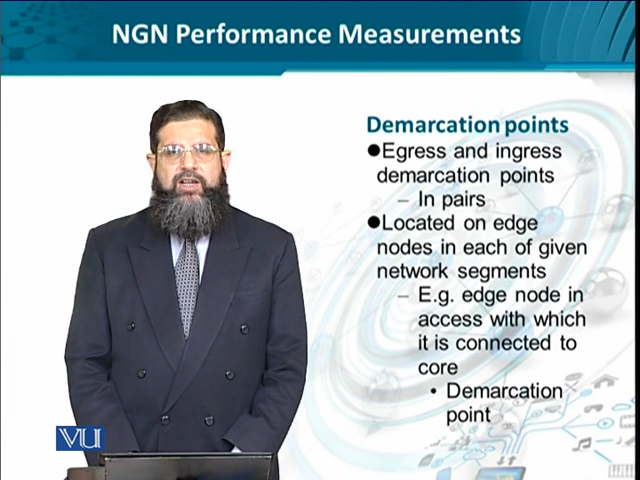 NGN Performance Measurements
Demarcation points
●Egress and ingress
demarcation points
– In pairs
●Located on edge
nodes in each of given
network segments
– E.g. edge node in
access with which
it is connected to
core
• Demarcation
point
VU